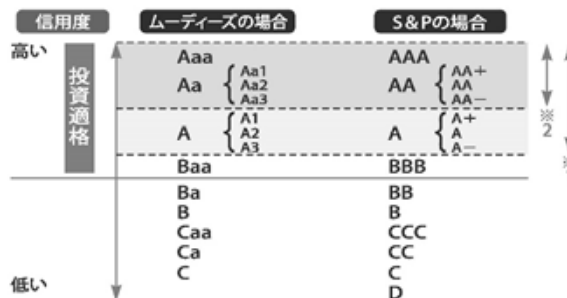 信用度 ムーディーズの場合 S&Pの場合
高い
投資適格
Aaa AAA
Aa Aa1 Aa2 Aa3 AA AA+ AA AA−
A A1 A2 A3 A A+ A A−
Baa BBB
Ba BB
B B
Caa CCC
Ca CC
C C
低い D
※2